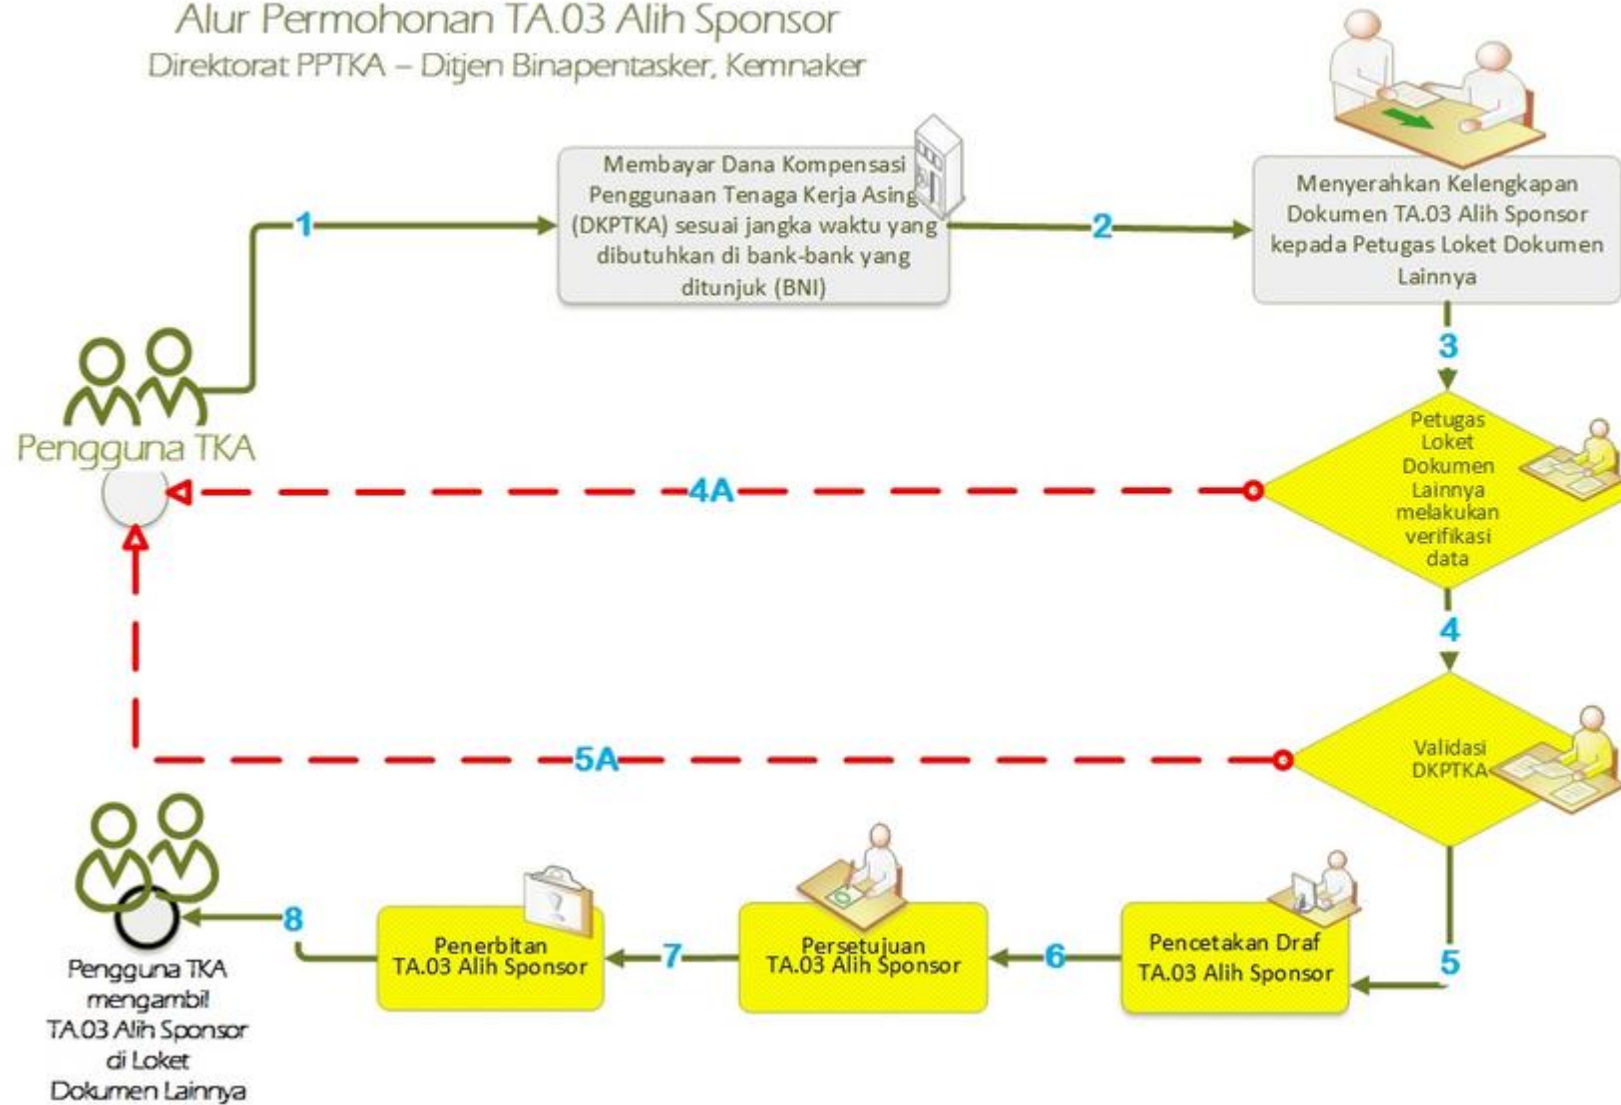 Alur Permohonan TA.03 Alih Sponsor
Direktorat PPTKA – Ditjen Binapentasker, Kemnaker
Membayar Dana Kompensasi
Penggunaan Tenaga Kerja Asing
(DKPTKA) sesuai jangka waktu yang
dibutuhkan di bank-bank yang
ditunjuk (BNI)
1
2
Menyerahkan Kelengkapan
Dokumen TA.03 Alih Sponsor
kepada Petugas Loket Dokumen
Lainnya
3
Pengguna TKA
Petugas
Loket
Dokumen
Lainnya
melakukan
verifikasi
data
4A
4
Validasi
DKPTKA
5A
5
Pencetakan Draf
TA.03 Alih Sponsor
6
Persetujuan
TA.03 Alih Sponsor
7
Penerbitan
TA.03 Alih Sponsor
8
Pengguna TKA
mengambil
TA.03 Alih Sponsor
di Loket
Dokumen Lainnya